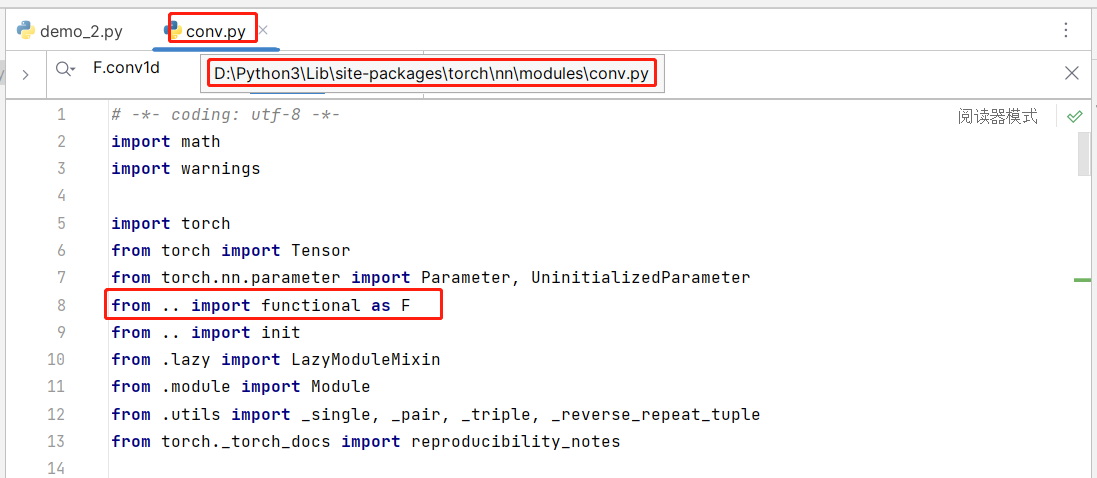 demo_2.py
conv.py
F.conv1d
D:\Python3\Lib\site-packages\torch\nn\modules\conv.py
阅读器模式
1 # -*- coding: utf-8 -*-
2 import math
3 import warnings
4
5 import torch
6 from torch import Tensor
7 from torch.nn.parameter import Parameter, UninitializedParameter
8 from .. import functional as F
9 from .. import init
10 from .lazy import LazyModuleMixin
11 from .module import Module
12 from .utils import _single, _pair, _triple, _reverse_repeat_tuple
13 from torch._torch_docs import reproducibility_notes
14